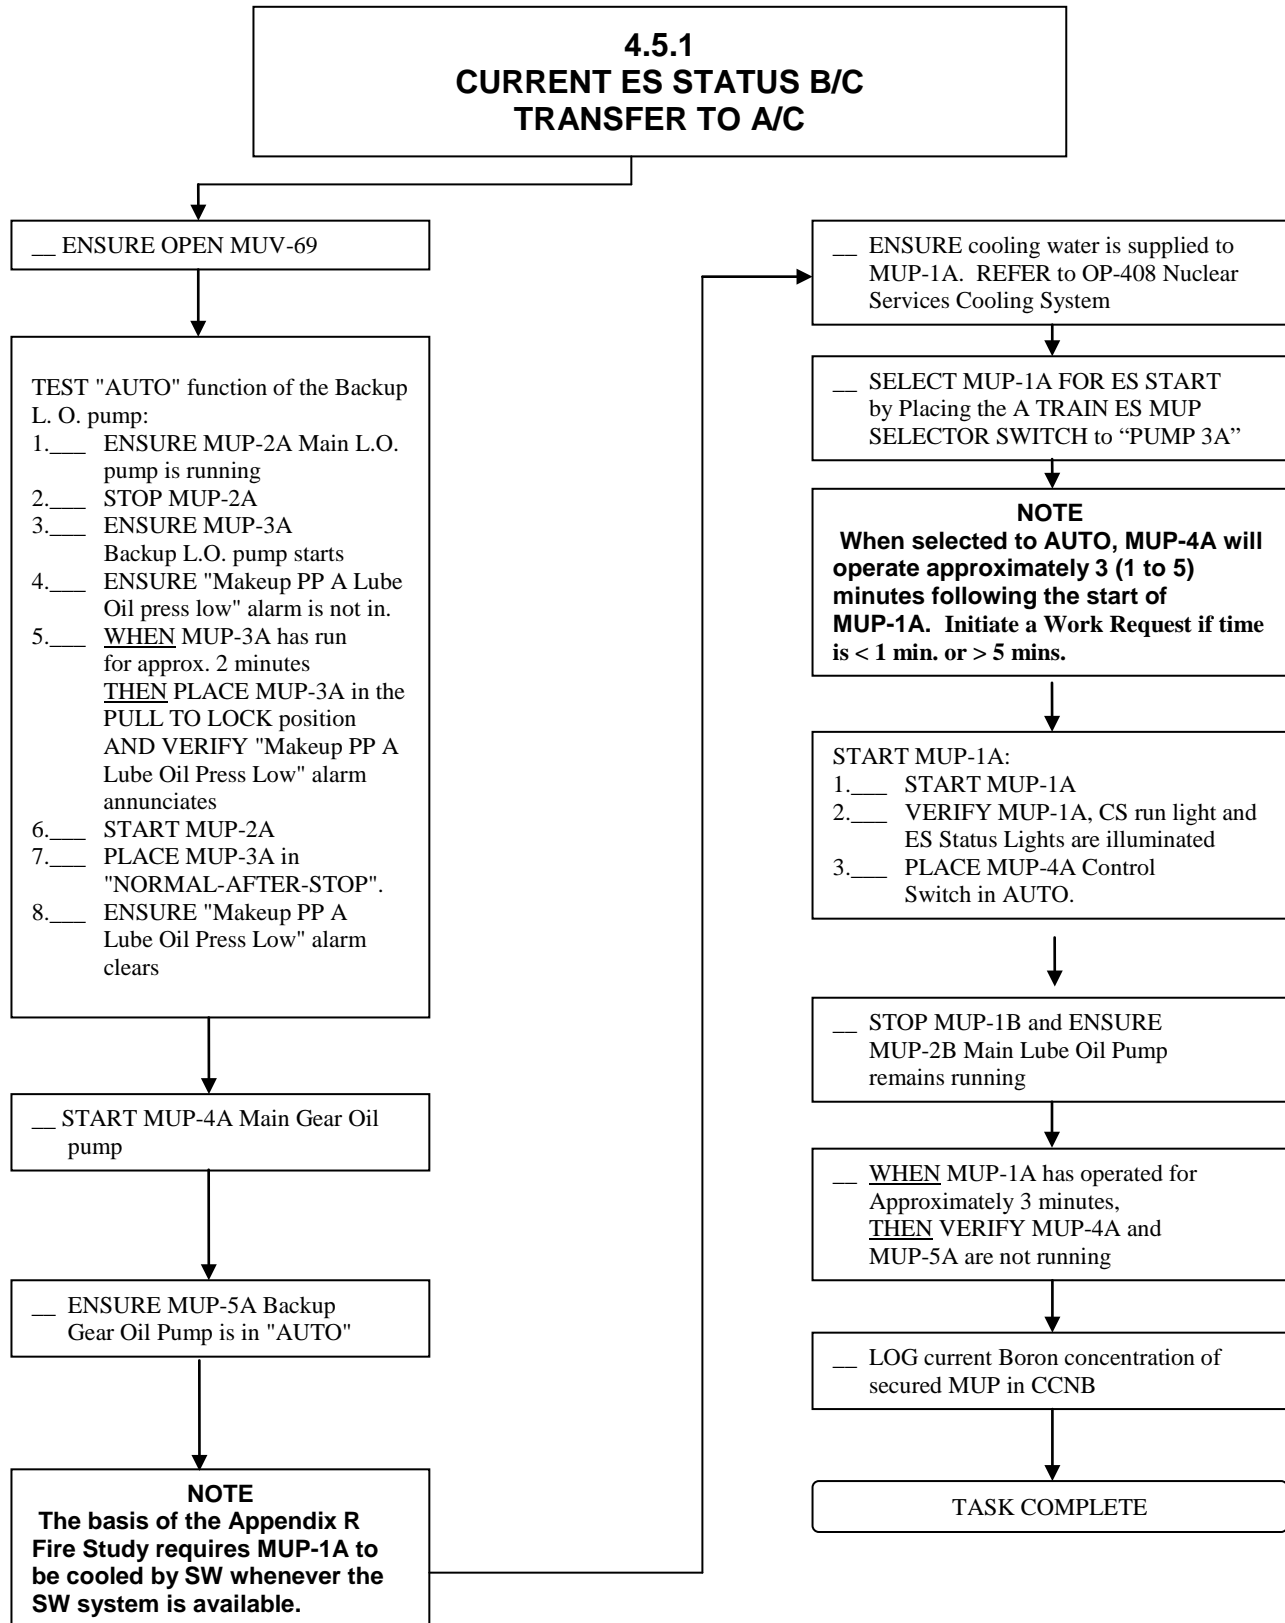 4.5.1
CURRENT ES STATUS B/C
TRANSFER TO A/C
__ ENSURE OPEN MUV-69
TEST "AUTO" function of the Backup
L. O. pump:
1.___ ENSURE MUP-2A Main L.O.
pump is running
2.___ STOP MUP-2A
3.___ ENSURE MUP-3A
Backup L.O. pump starts
4.___ ENSURE "Makeup PP A Lube
Oil press low" alarm is not in.
5.___ WHEN MUP-3A has run
for approx. 2 minutes
THEN PLACE MUP-3A in the
PULL TO LOCK position
AND VERIFY "Makeup PP A
Lube Oil Press Low" alarm
annunciates
6.___ START MUP-2A
7.___ PLACE MUP-3A in
"NORMAL-AFTER-STOP".
8.___ ENSURE "Makeup PP A
Lube Oil Press Low" alarm
clears
__ START MUP-4A Main Gear Oil
pump
__ ENSURE MUP-5A Backup
Gear Oil Pump is in "AUTO"
NOTE
The basis of the Appendix R
Fire Study requires MUP-1A to
be cooled by SW whenever the
SW system is available.
__ ENSURE cooling water is supplied to
MUP-1A. REFER to OP-408 Nuclear
Services Cooling System
__ SELECT MUP-1A FOR ES START
by Placing the A TRAIN ES MUP
SELECTOR SWITCH to “PUMP 3A”
NOTE
When selected to AUTO, MUP-4A will
operate approximately 3 (1 to 5)
minutes following the start of
MUP-1A. Initiate a Work Request if time
is < 1 min. or > 5 mins.
START MUP-1A:
1.___ START MUP-1A
2.___ VERIFY MUP-1A, CS run light and
ES Status Lights are illuminated
3.___ PLACE MUP-4A Control
Switch in AUTO.
__ STOP MUP-1B and ENSURE
MUP-2B Main Lube Oil Pump
remains running
__ WHEN MUP-1A has operated for
Approximately 3 minutes,
THEN VERIFY MUP-4A and
MUP-5A are not running
__ LOG current Boron concentration of
secured MUP in CCNB
TASK COMPLETE